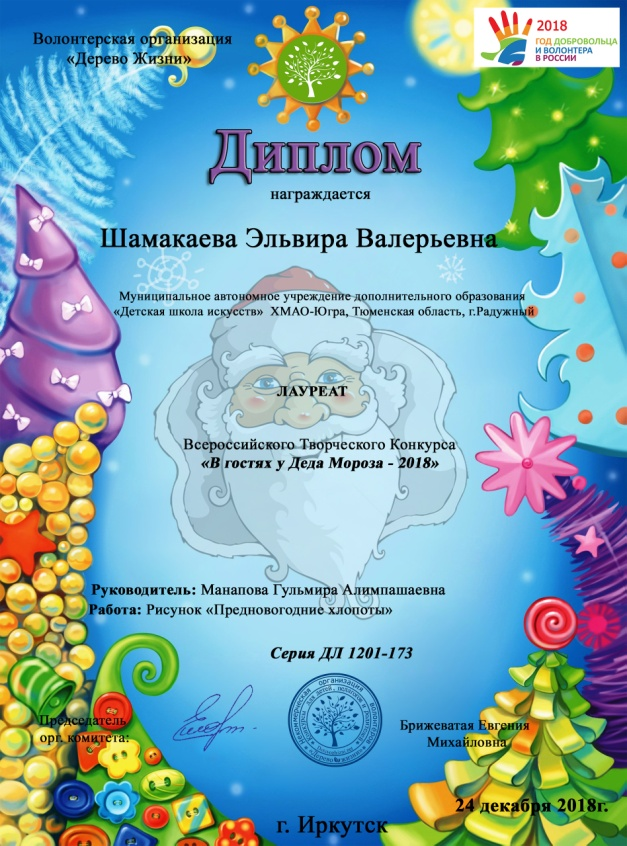 Волонтерская организация
«Дерево Жизни»
2018
ГОД ДОБРОВОЛЬЦА
И ВОЛОНТЕРА
В РОССИИ
Диплом
награждается
Шамакаева Эльвира Валерьевна
Муниципальное автономное учреждение дополнительного образования
«Детская школа искусств» ХМАО-Югра, Тюменская область, г.Радужный
ЛАУРЕАТ
Всероссийского Творческого Конкурса
«В гостях у Деда Мороза - 2018»
Руководитель: Манапова Гульмира Алимпашаевна
Работа: Рисунок «Предновогодние хлопоты»
Серия ДЛ 1201-173
Председатель
орг. комитета:
Брижеватая Евгения
Михайловна
24 декабря 2018г.
г. Иркутск